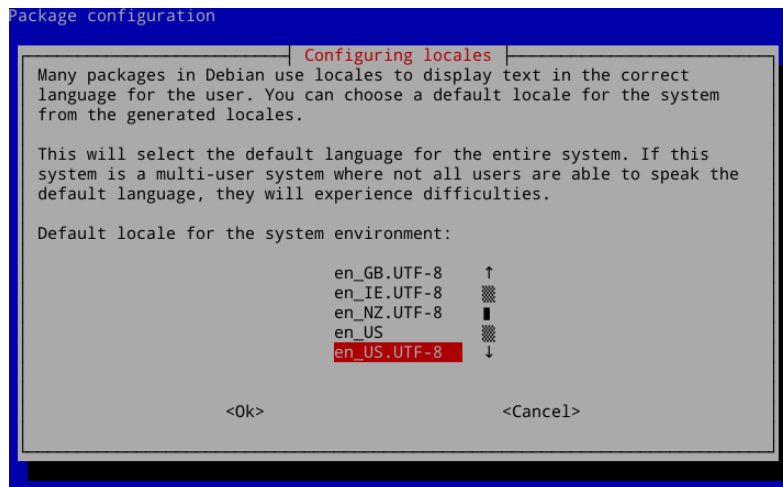 Package configuration
Configuring locales
Many packages in Debian use locales to display text in the correct
language for the user. You can choose a default locale for the system
from the generated locales.
This will select the default language for the entire system. If this
system is a multi-user system where not all users are able to speak the
default language, they will experience difficulties.
Default locale for the system environment:
en_GB.UTF-8 ↑
en_IE.UTF-8
en_NZ.UTF-8
en_US
en_US.UTF-8 ↓
<Ok> <Cancel>